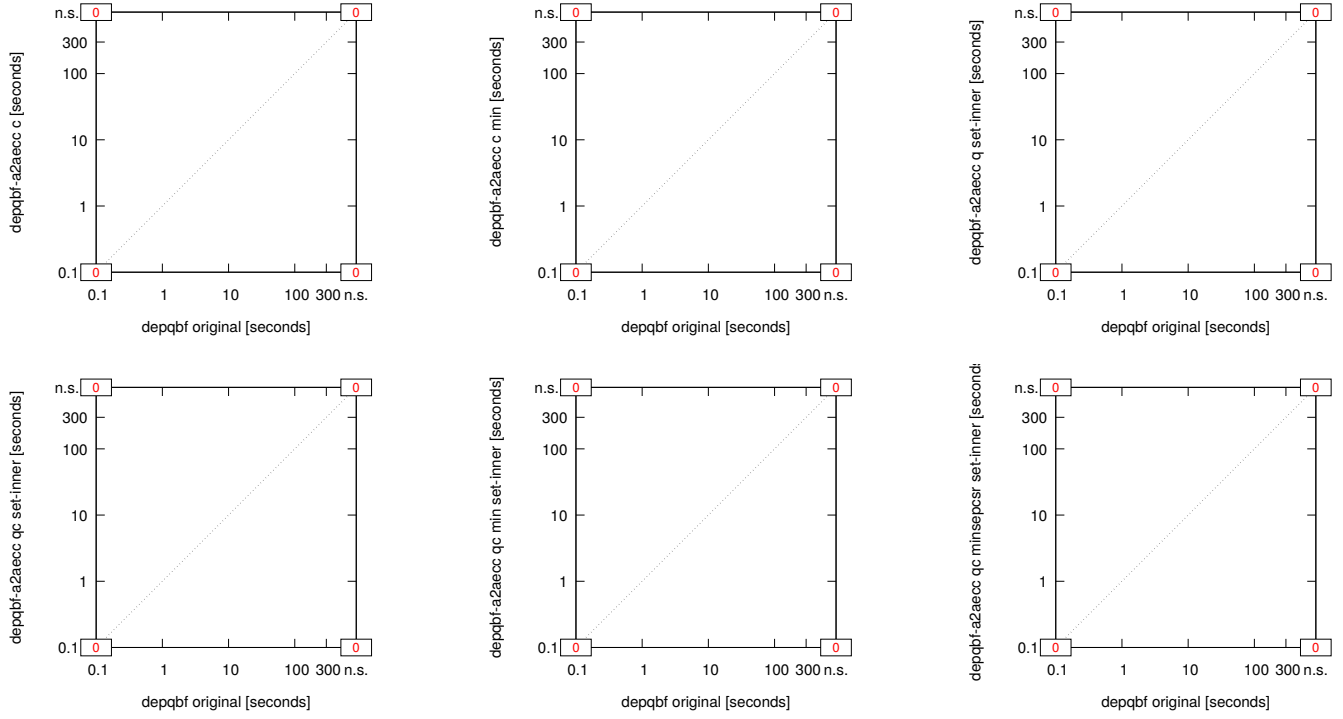 n.s. 0 0
300
100
10
1
0.1 0 0
0.1 1 10 100 300 n.s.
depqbf-a2aecc c [seconds]
depqbf original [seconds]
n.s. 0 0
300
100
10
1
0.1 0 0
0.1 1 10 100 300 n.s.
depqbf-a2aecc c min [seconds]
depqbf original [seconds]
n.s. 0 0
300
100
10
1
0.1 0 0
0.1 1 10 100 300 n.s.
depqbf-a2aecc q set-inner [seconds]
depqbf original [seconds]
n.s. 0 0
300
100
10
1
0.1 0 0
0.1 1 10 100 300 n.s.
depqbf-a2aecc qc set-inner [seconds]
depqbf original [seconds]
n.s. 0 0
300
100
10
1
0.1 0 0
0.1 1 10 100 300 n.s.
depqbf-a2aecc qc min set-inner [seconds]
depqbf original [seconds]
n.s. 0 0
300
100
10
1
0.1 0 0
0.1 1 10 100 300 n.s.
depqbf-a2aecc qc minsepcsr set-inner [second
depqbf original [seconds]